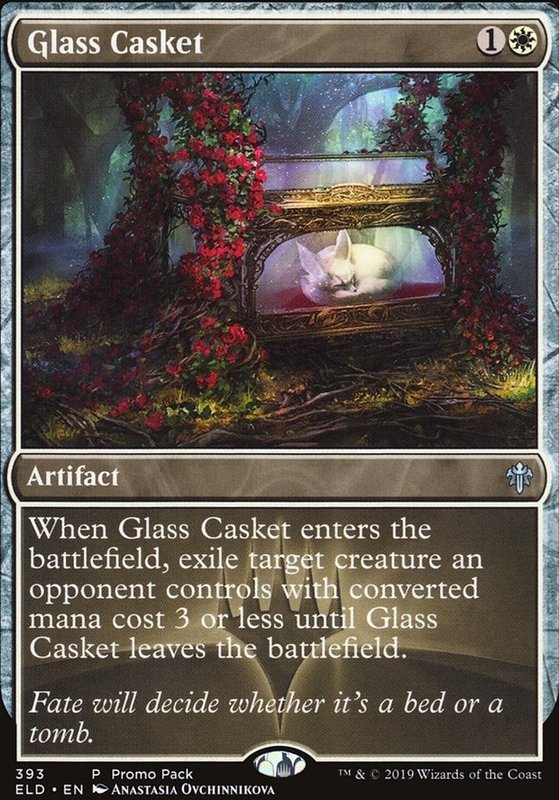 Glass Casket 1
Artifact
When Glass Casket enters the
battlefield, exile target creature an
opponent controls with converted
mana cost 3 or less until Glass
Casket leaves the battlefield.
Fate will decide whether it's a bed or a
tomb.
393 P Promo Pack ™ & © 2019 Wizards of the Coast
ELD • EN Anastasia Ovchinnikova